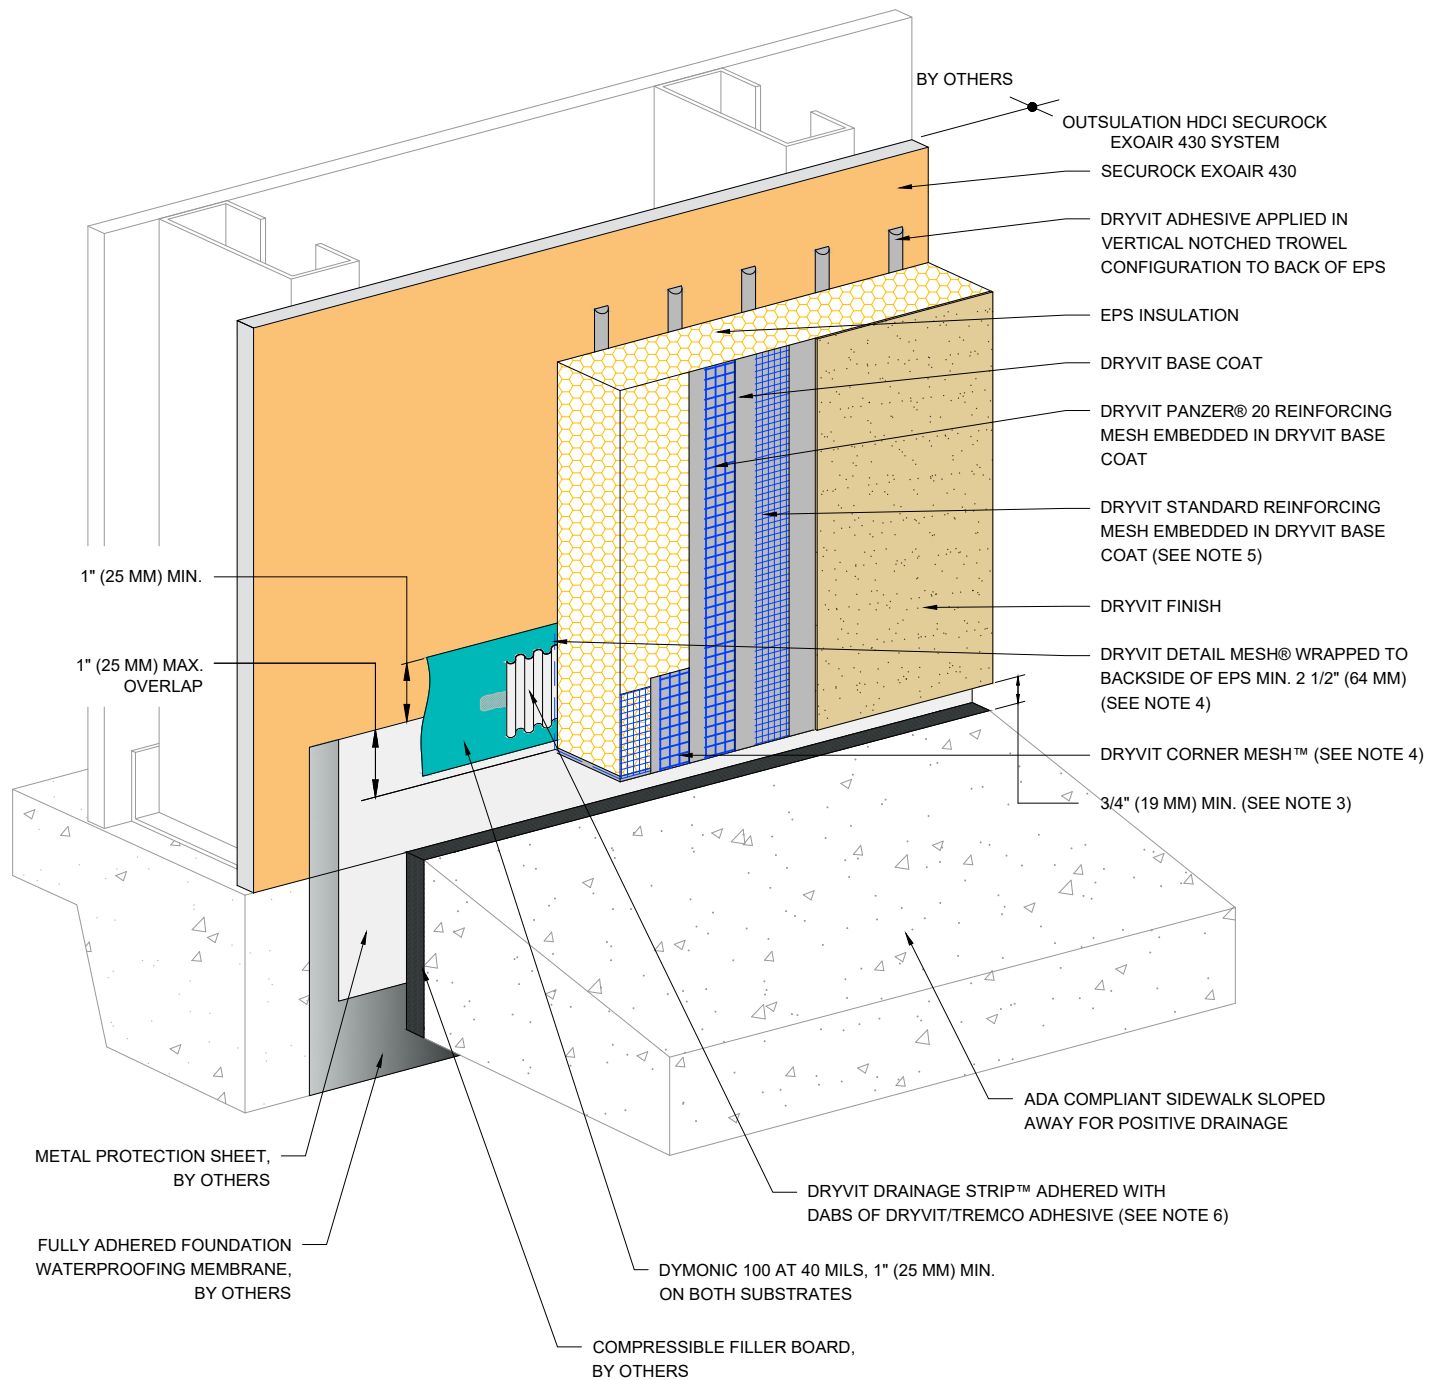 BY OTHERS
OUTSULATION HDCI SECUROCK
EXOAIR 430 SYSTEM
SECUROCK EXOAIR 430
DRYVIT ADHESIVE APPLIED IN
VERTICAL NOTCHED TROWEL
CONFIGURATION TO BACK OF EPS
EPS INSULATION
DRYVIT BASE COAT
DRYVIT PANZER® 20 REINFORCING
MESH EMBEDDED IN DRYVIT BASE
COAT
DRYVIT STANDARD REINFORCING
MESH EMBEDDED IN DRYVIT BASE
COAT (SEE NOTE 5)
DRYVIT FINISH
DRYVIT DETAIL MESH® WRAPPED TO
BACKSIDE OF EPS MIN. 2 1/2" (64 MM)
(SEE NOTE 4)
DRYVIT CORNER MESH™ (SEE NOTE 4)
3/4" (19 MM) MIN. (SEE NOTE 3)
1" (25 MM) MIN.
1" (25 MM) MAX.
OVERLAP
ADA COMPLIANT SIDEWALK SLOPED
AWAY FOR POSITIVE DRAINAGE
METAL PROTECTION SHEET,
BY OTHERS
DRYVIT DRAINAGE STRIP™ ADHERED WITH
DABS OF DRYVIT/TREMCO ADHESIVE (SEE NOTE 6)
FULLY ADHERED FOUNDATION
WATERPROOFING MEMBRANE,
BY OTHERS
DYMONIC 100 AT 40 MILS, 1" (25 MM) MIN.
ON BOTH SUBSTRATES
COMPRESSIBLE FILLER BOARD,
BY OTHERS